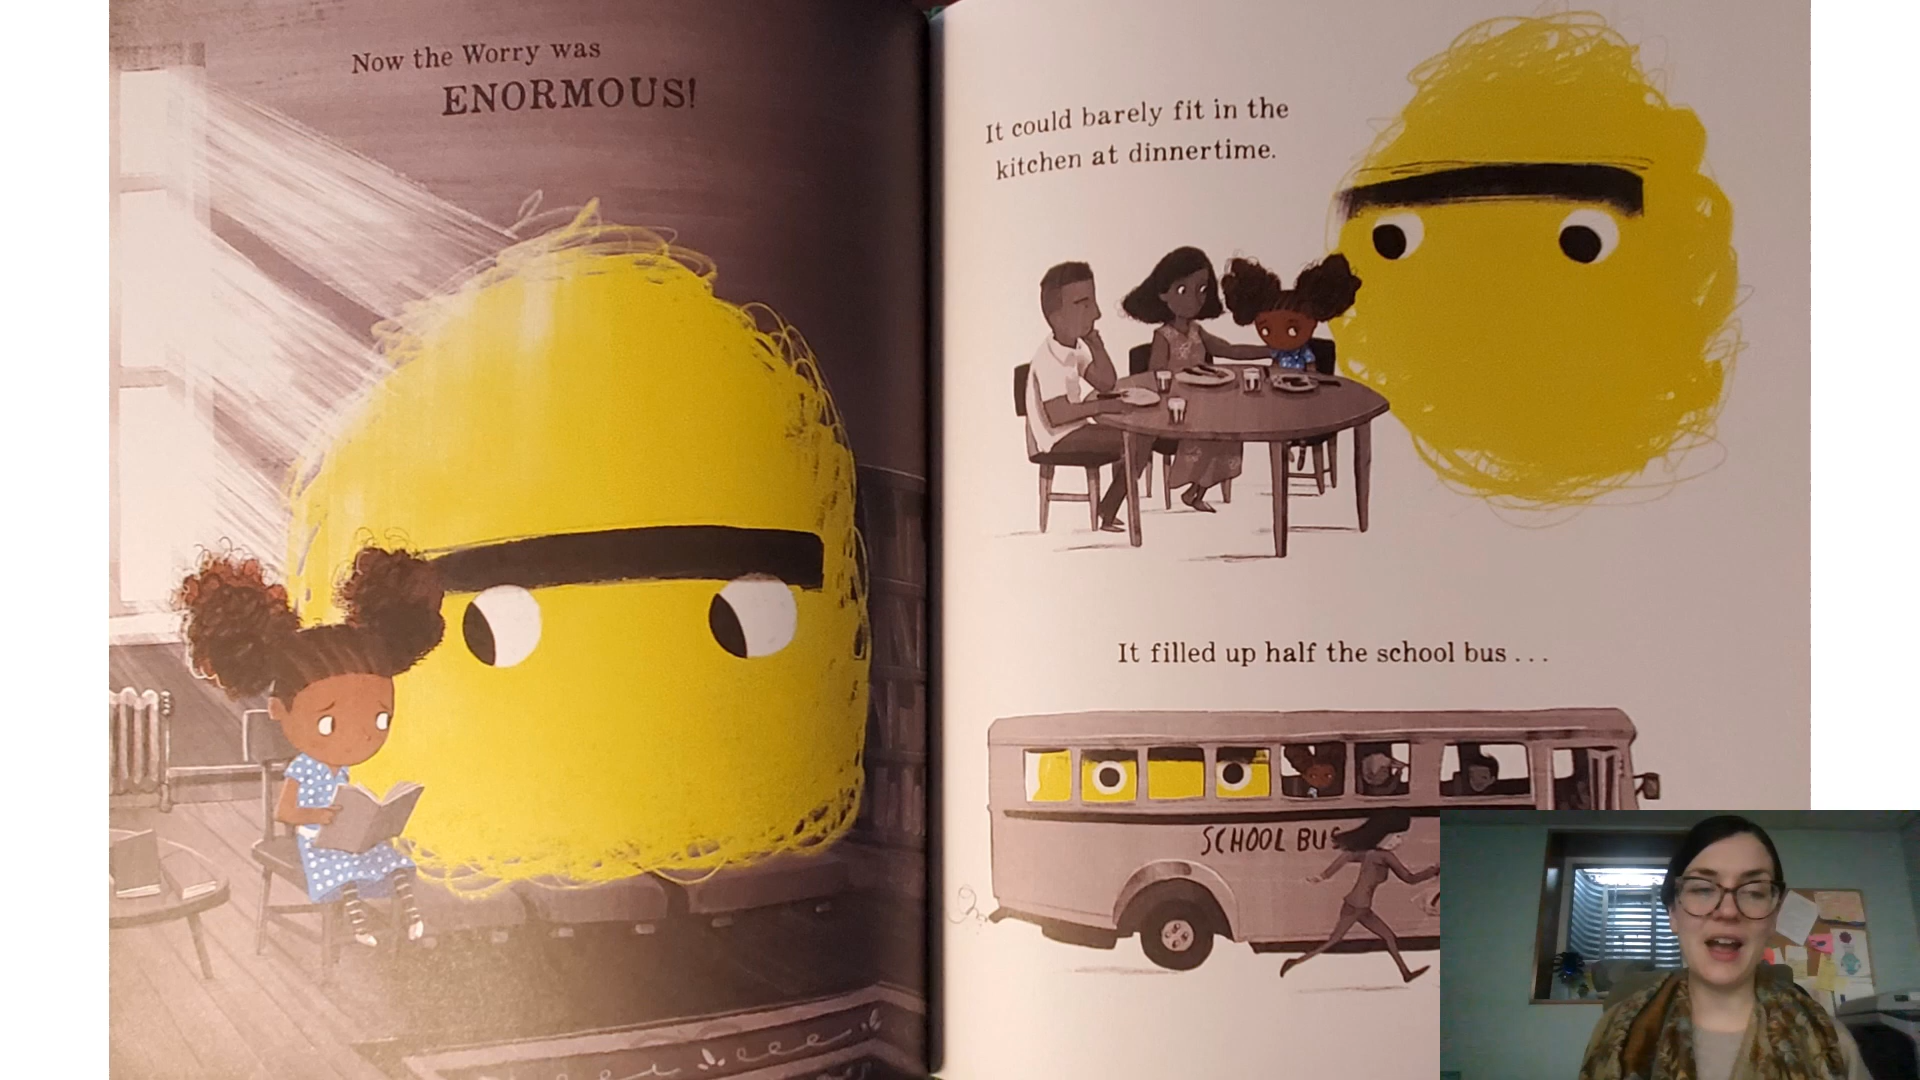 Now the Worry was
ENORMOUS!
It could barely fit in the
kitchen at dinnertime.
It filled up half the school bus . . .
SCHOOL BUS